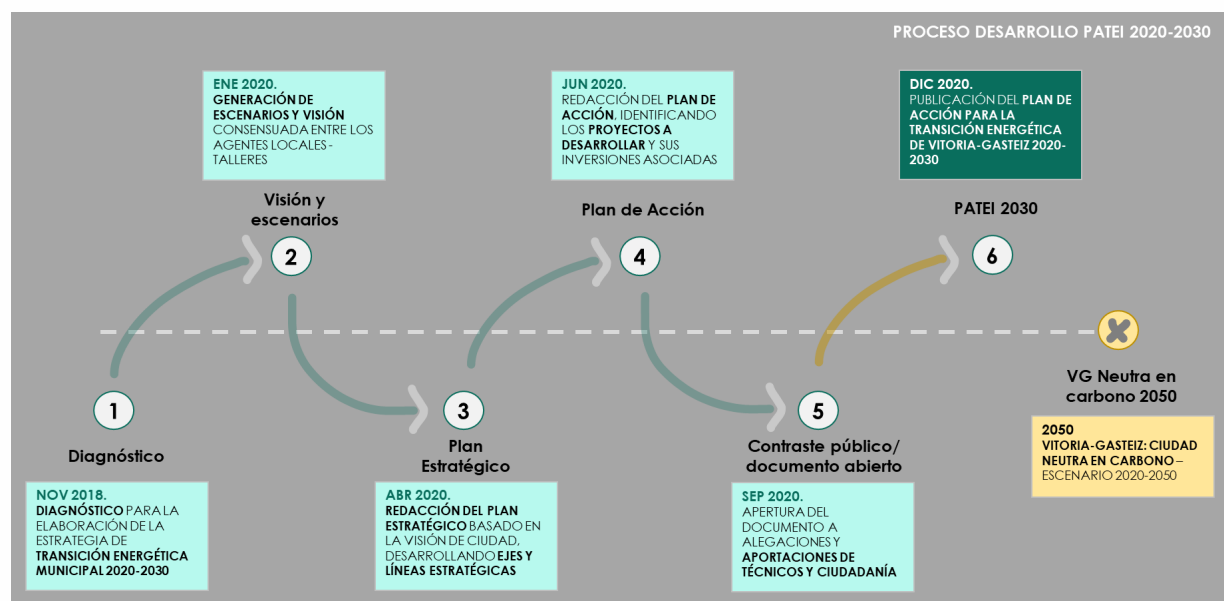 PROCESO DESARROLLO PATEI 2020-2030
ENE 2020.
GENERACIÓN DE
ESCENARIOS Y VISIÓN
CONSENSUADA ENTRE LOS
AGENTES LOCALES -
TALLERES
JUN 2020.
REDACCIÓN DEL PLAN DE
ACCIÓN, IDENTIFICANDO
LOS PROYECTOS A
DESARROLLAR Y SUS
INVERSIONES ASOCIADAS
DIC 2020.
PUBLICACIÓN DEL PLAN DE
ACCIÓN PARA LA
TRANSICIÓN ENERGÉTICA
DE VITORIA-GASTEIZ 2020-
2030
Visión y
escenarios
Plan de Acción
PATEI 2030
2
4
6
1
3
5
Diagnóstico
Plan
Estratégico
Contraste público/
documento abierto
VG Neutra en
carbono 2050
NOV 2018.
DIAGNÓSTICO PARA LA
ELABORACIÓN DE LA
ESTRATEGIA DE
TRANSICIÓN ENERGÉTICA
MUNICIPAL 2020-2030
ABR 2020.
REDACCIÓN DEL PLAN
ESTRATÉGICO BASADO EN
LA VISIÓN DE CIUDAD,
DESARROLLANDO EJES Y
LÍNEAS ESTRATÉGICAS
SEP 2020.
APERTURA DEL
DOCUMENTO A
ALEGACIONES Y
APORTACIONES DE
TÉCNICOS Y CIUDADANÍA
2050
VITORIA-GASTEIZ: CIUDAD
NEUTRA EN CARBONO –
ESCENARIO 2020-2050